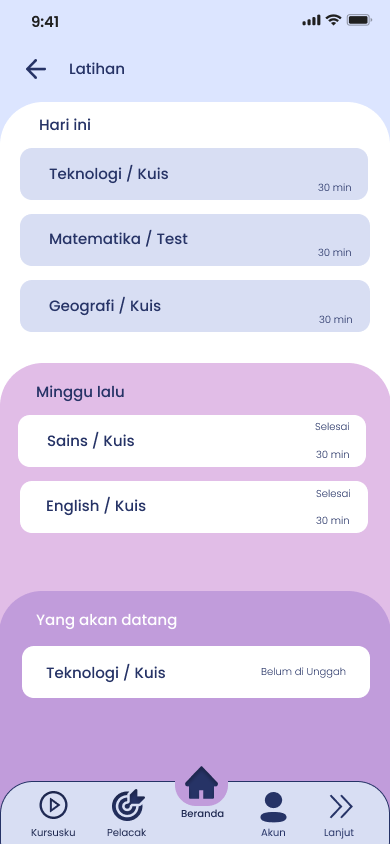 9:41
Latihan
Hari ini
Teknologi / Kuis
30 min
Matematika / Test
30 min
Geografi / Kuis
30 min
Minggu lalu
Selesai
Sains / Kuis
30 min
Selesai
English / Kuis
30 min
Yang akan datang
Teknologi / Kuis
Belum di Unggah
Kursusku
Pelacak
Beranda
Akun
Lanjut